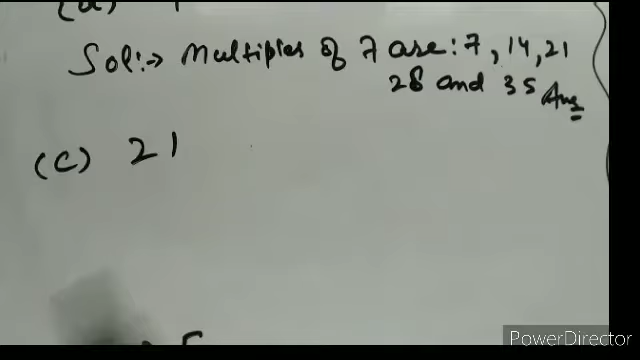 Sol:→ Multiples of 7 are: 7, 14, 21
28 and 35 Ans
(C) 21
PowerDirector